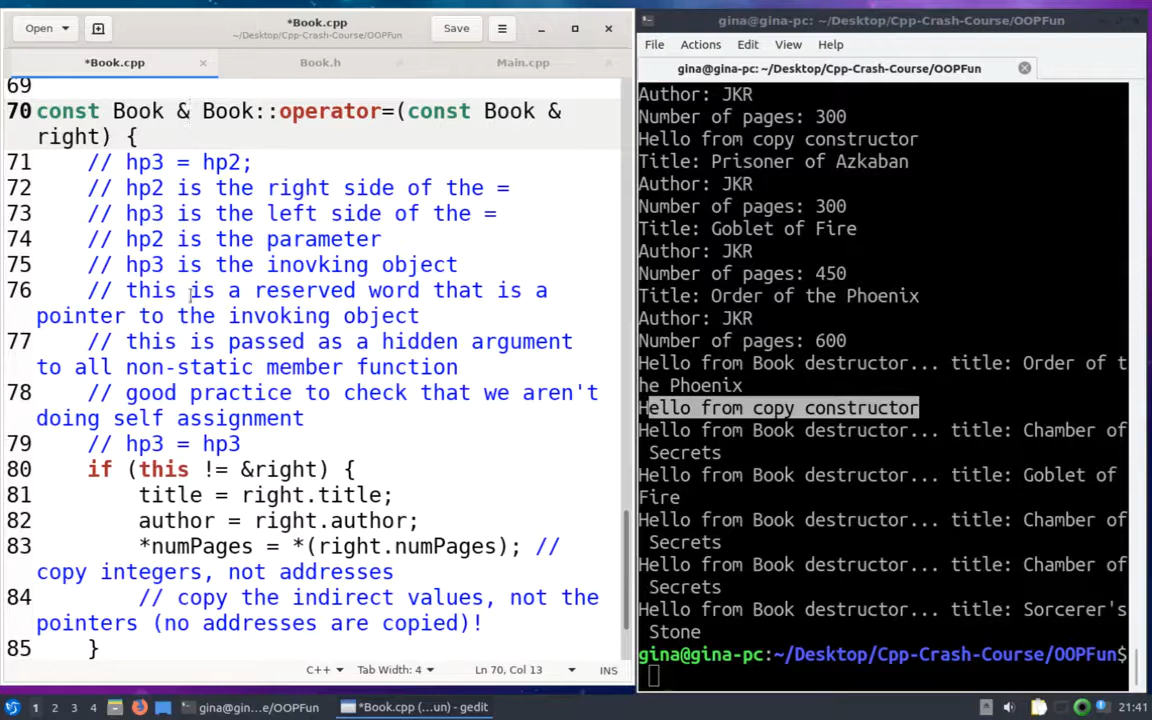 Open
*Book.cpp
~/Desktop/Cpp-Crash-Course/OOPFun
Save
*Book.cpp
Book.h
Main.cpp
69
70 const Book & Book::operator=(const Book &
right) {
71 // hp3 = hp2;
72 // hp2 is the right side of the =
73 // hp3 is the left side of the =
74 // hp2 is the parameter
75 // hp3 is the inovking object
76 // this is a reserved word that is a
pointer to the invoking object
77 // this is passed as a hidden argument
to all non-static member function
78 // good practice to check that we aren't
doing self assignment
79 // hp3 = hp3
80 if (this != &right) {
81 title = right.title;
82 author = right.author;
83 *numPages = *(right.numPages); //
copy integers, not addresses
84 // copy the indirect values, not the
pointers (no addresses are copied)!
85 }
C++
Tab Width: 4
Ln 70, Col 13
INS
gina@gina-pc: ~/Desktop/Cpp-Crash-Course/OOPFun
File Actions Edit View Help
gina@gina-pc: ~/Desktop/Cpp-Crash-Course/OOPFun
Author: JKR
Number of pages: 300
Hello from copy constructor
Title: Prisoner of Azkaban
Author: JKR
Number of pages: 300
Title: Goblet of Fire
Author: JKR
Number of pages: 450
Title: Order of the Phoenix
Author: JKR
Number of pages: 600
Hello from Book destructor... title: Order of t
he Phoenix
Hello from copy constructor
Hello from Book destructor... title: Chamber of
Secrets
Hello from Book destructor... title: Goblet of
Fire
Hello from Book destructor... title: Chamber of
Secrets
Hello from Book destructor... title: Chamber of
Secrets
Hello from Book destructor... title: Sorcerer's
Stone
gina@gina-pc:~/Desktop/Cpp-Crash-Course/OOPFun$
1 2 3 4
gina@gin...e/OOPFun)
*Book.cpp (...un) - gedit
21:41